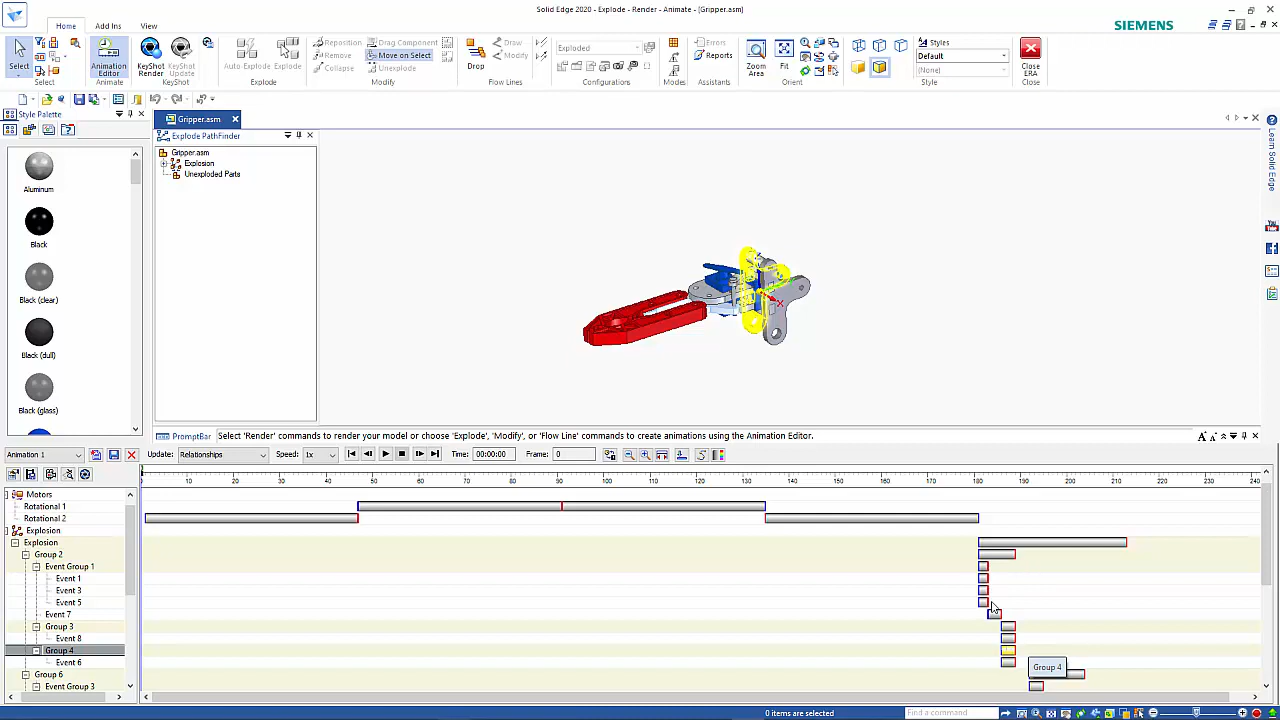 Solid Edge 2020 - Explode - Render - Animate - [Gripper.asm]
Home Add Ins View
SIEMENS
Select
Animation Editor
KeyShot Render
KeyShot Update
Auto-Explode
Explode
Reposition
Remove
Collapse
Drag Component
Move on Select
Unexplode
Drop
Draw
Modify
Exploded
Modes
Errors
Report
Zoom Area
Fit
Styles
Default
(None)
Close ERA
Select Animate KeyShot Explode Modify Flow Lines Configurations Modes Assistants Orient Style Close
Style Palette
Gripper.asm
Explode PathFinder
Gripper.asm
Explosion
Unexploded Parts
Aluminum
Black
Black (clear)
Black (dull)
Black (glass)
X
Learn Solid Edge
You
PromptBar
Select 'Render' commands to render your model or choose 'Explode', 'Modify', or 'Flow Line' commands to create animations using the Animation Editor.
Animation 1
Update: Relationships
Speed: 1x
Time: 00:00:00
Frame: 0
10 20 30 40 50 60 70 80 90 100 110 120 130 140 150 160 170 180 190 200 210 220 230 240
Motors
Rotational 1
Rotational 2
Explosion
Explosion
Group 2
Event Group 1
Event 1
Event 3
Event 5
Event 7
Group 3
Event 8
Group 4
Event 6
Group 6
Event Group 3
Group 4
0 items are selected
Find a command